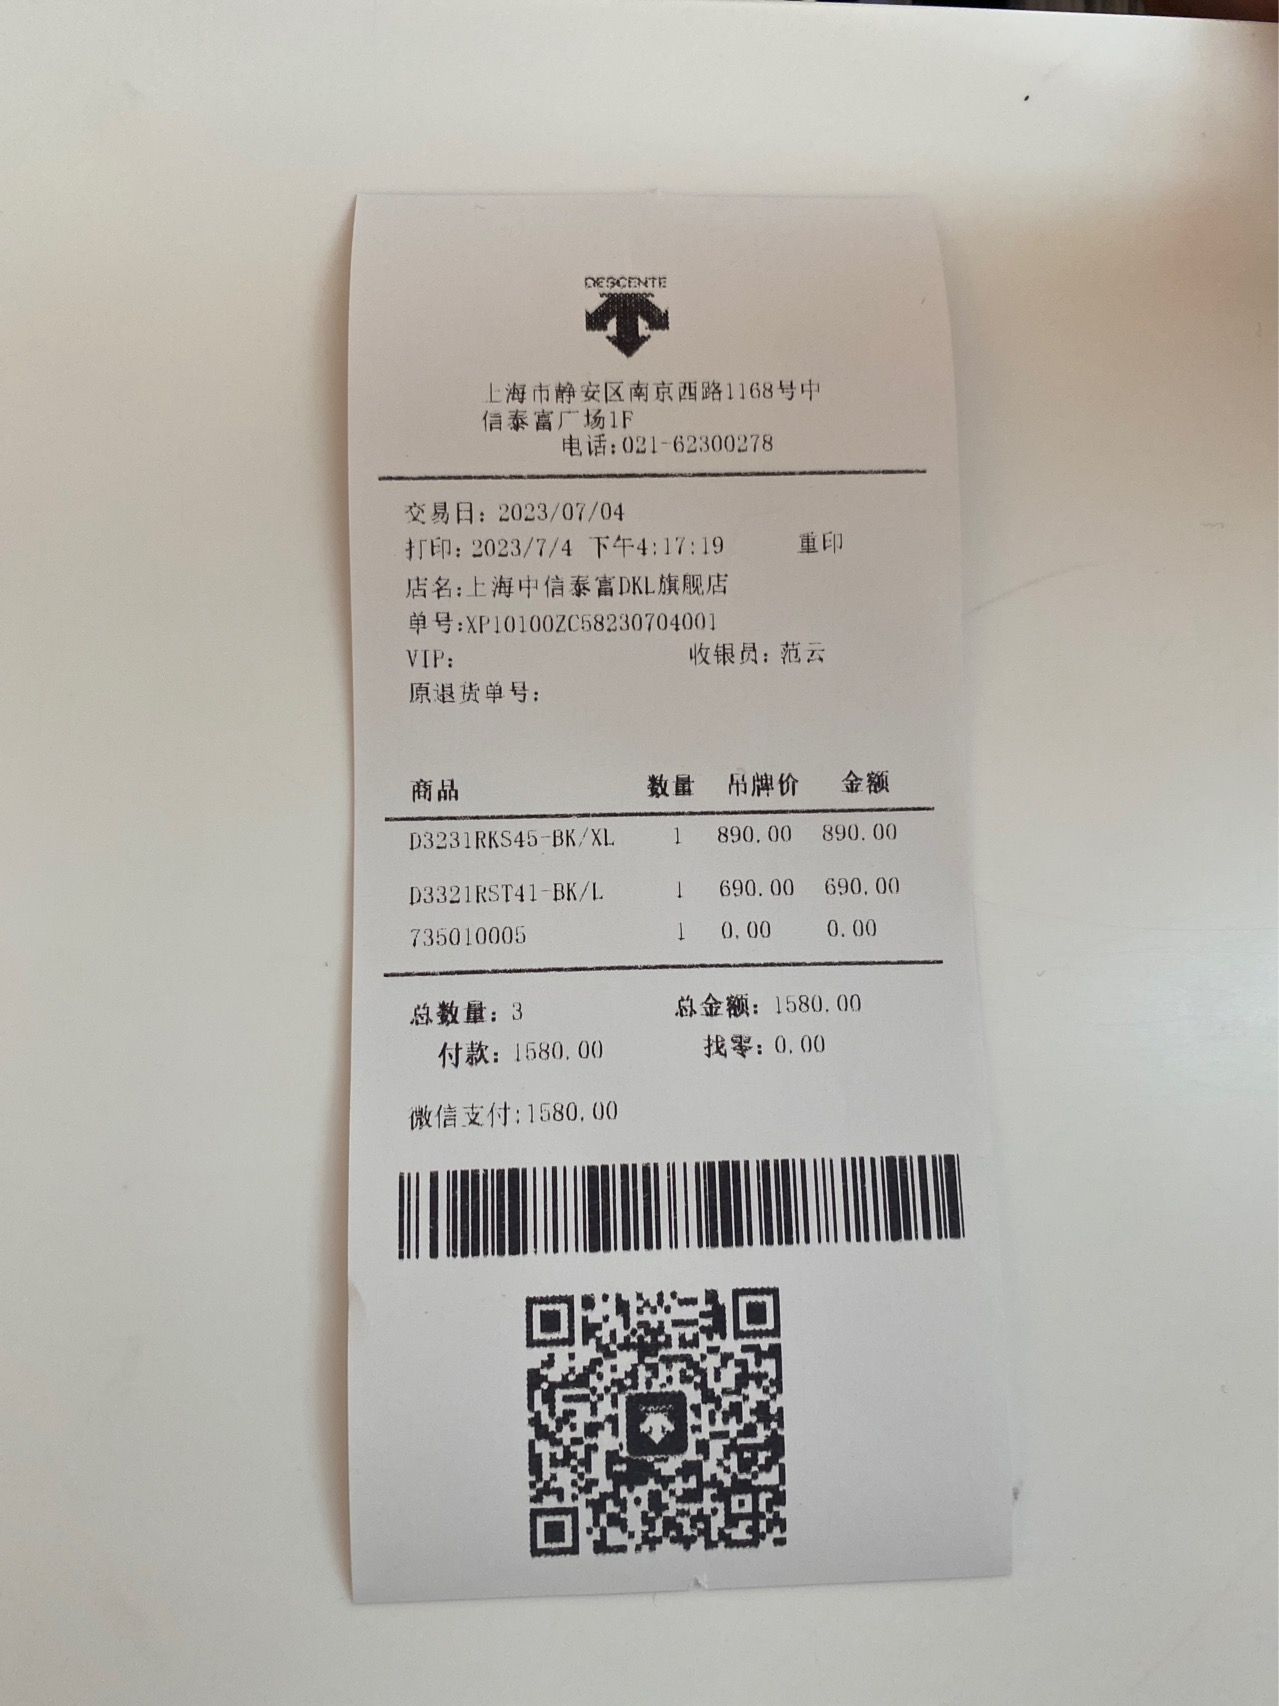 DESCENTE
上海市静安区南京西路1168号中
信泰富广场1F
电话:021-62300278
交易日: 2023/07/04
打印: 2023/7/4 下午4:17:19 重印
店名:上海中信泰富DKL旗舰店
单号:XP10100ZC58230704001
VIP: 收银员: 范云
原退货单号:
商品 数量 吊牌价 金额
D3231RKS45-BK/XL 1 890.00 890.00
D3321RST41-BK/L 1 690.00 690.00
735010005 1 0.00 0.00
总数量: 3 总金额: 1580.00
付款: 1580.00 找零: 0.00
微信支付:1580.00